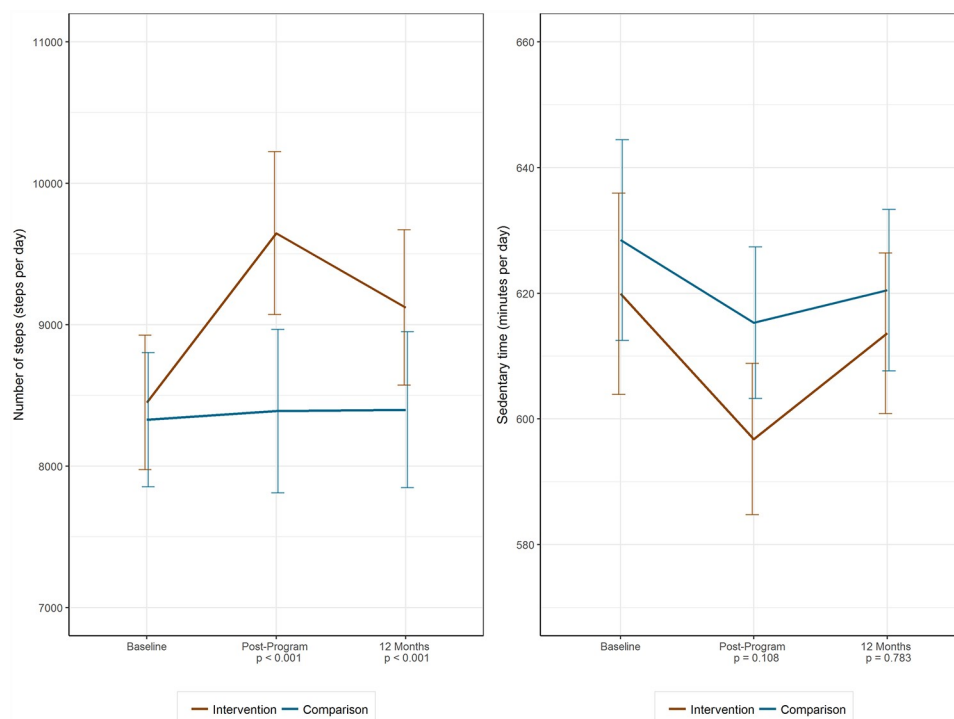 11000
10000
9000
8000
7000
Number of steps (steps per day)
Baseline Post-Program 12 Months
p < 0.001 p < 0.001
Intervention Comparison
660
640
620
600
580
Sedentary time (minutes per day)
Baseline Post-Program 12 Months
p = 0.108 p = 0.783
Intervention Comparison